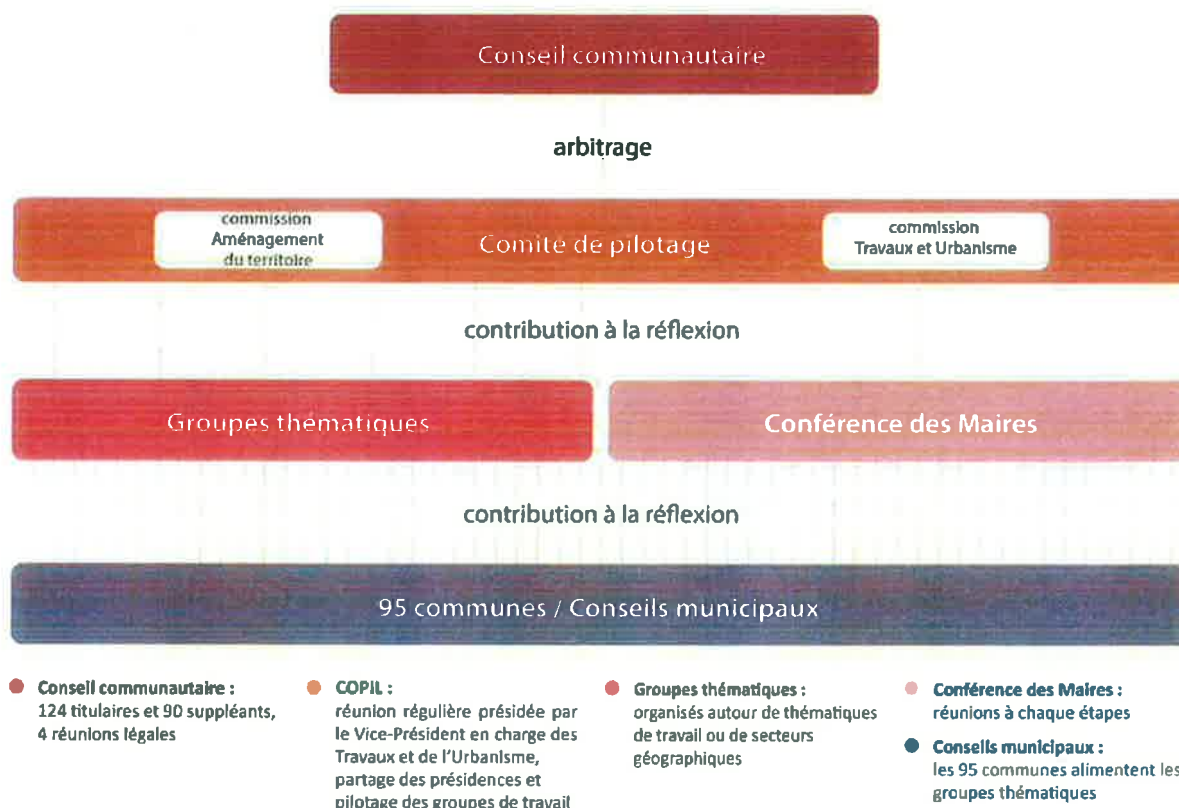 Conseil communautaire
arbitrage
commission
Aménagement
du territoire
Comité de pilotage
commission
Travaux et Urbanisme
contribution à la réflexion
Groupes thématiques
Conférence des Maires
contribution à la réflexion
95 communes / Conseils municipaux
Conseil communautaire :
124 titulaires et 90 suppléants,
4 réunions légales
COPIL :
réunion régulière présidée par
le Vice-Président en charge des
Travaux et de l'Urbanisme,
partage des présidences et
pilotage des groupes de travail
Groupes thématiques :
organisés autour de thématiques
de travail ou de secteurs
géographiques
Conférence des Maires :
réunions à chaque étapes
Conseils municipaux :
les 95 communes alimentent les
groupes thématiques